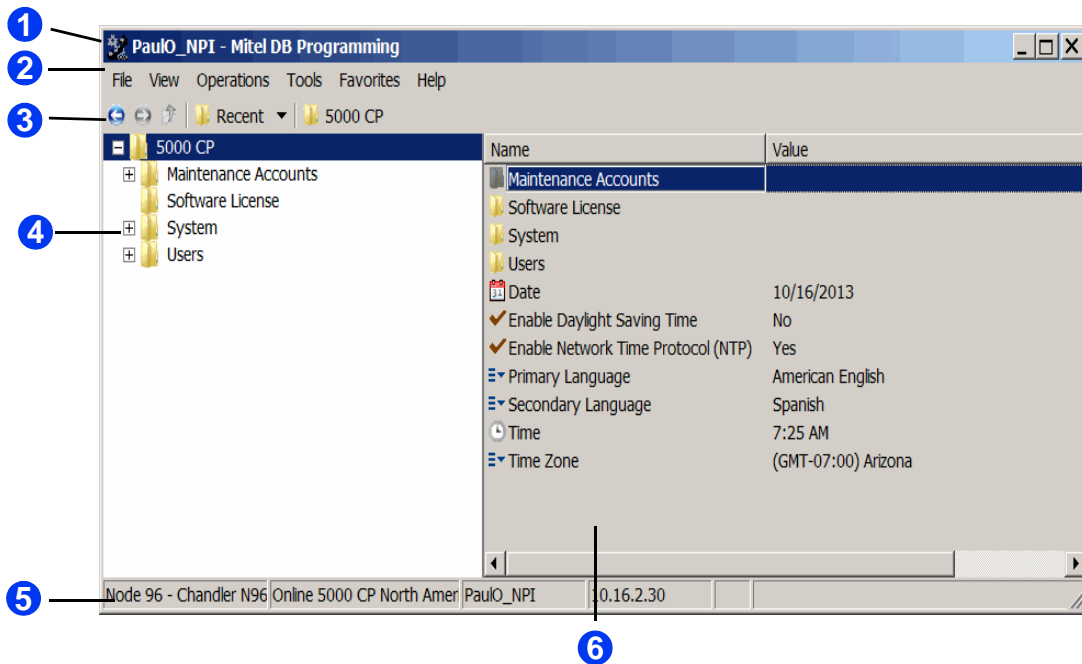 1
PaulO_NPI - Mitel DB Programming
2
File View Operations Tools Favorites Help
3
Recent 5000 CP
5000 CP
Maintenance Accounts
Software License
4
System
Users
Name Value
Maintenance Accounts
Software License
System
Users
31 Date 10/16/2013
Enable Daylight Saving Time No
Enable Network Time Protocol (NTP) Yes
Primary Language American English
Secondary Language Spanish
Time 7:25 AM
Time Zone (GMT-07:00) Arizona
5
Node 96 - Chandler N96 Online 5000 CP North Amer PaulO_NPI 10.16.2.30
6